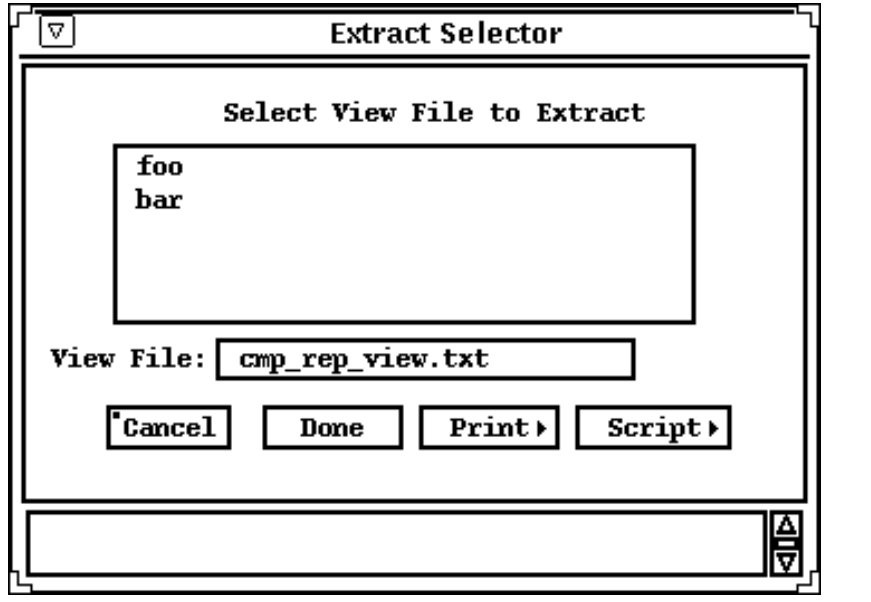 Extract Selector
Select View File to Extract
foo
bar
View File: cmp_rep_view.txt
Cancel Done Print Script